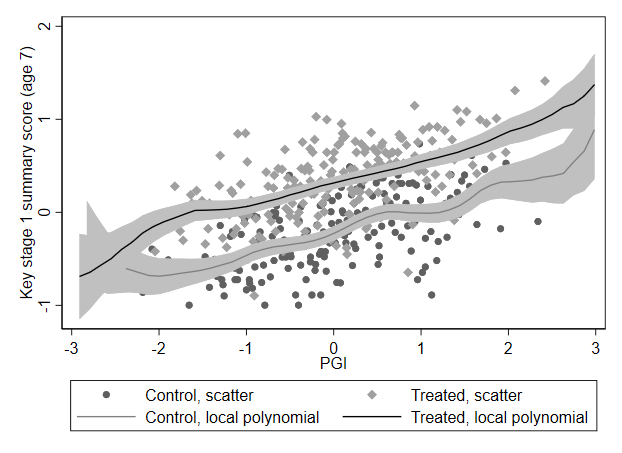 Key stage 1 summary score (age 7)
2
1
0
-1
-3
-2
-1
0
1
2
3
PGI
Control, scatter
Treated, scatter
Control, local polynomial
Treated, local polynomial